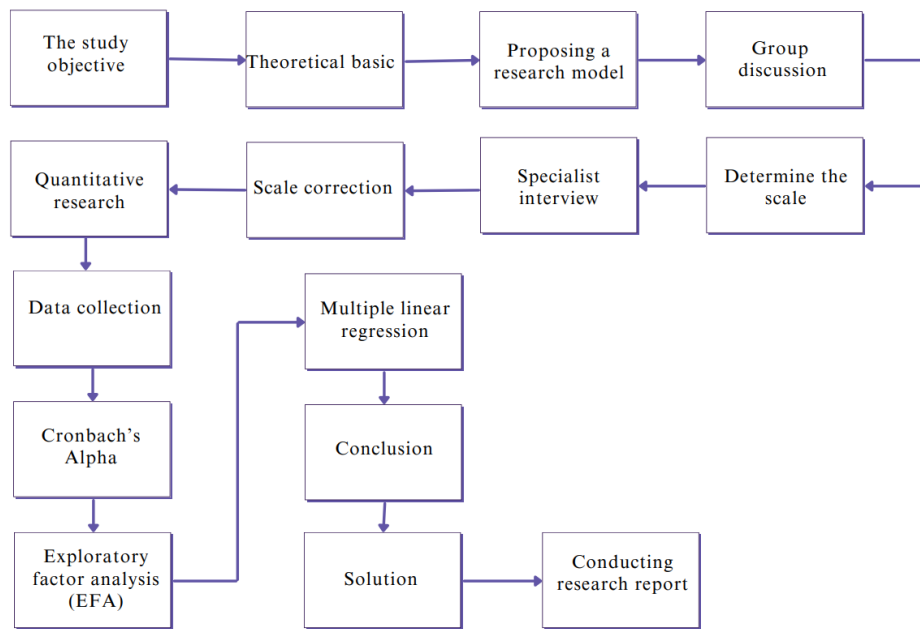 The study
objective
Theoretical basic
Proposing a
research model
Group
discussion
Determine the
scale
Specialist
interview
Scale correction
Quantitative
research
Data collection
Cronbach's
Alpha
Exploratory
factor analysis
(EFA)
Multiple linear
regression
Conclusion
Solution
Conducting
research report